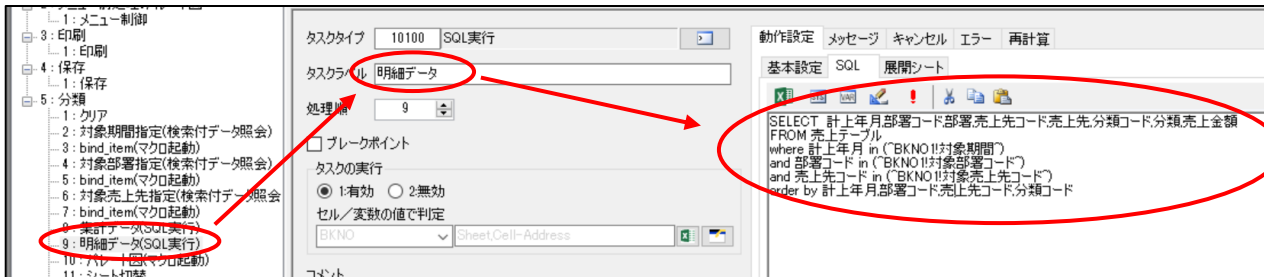 1 : メニュー制御
3 : 印刷
1 : 印刷
4 : 保存
1 : 保存
5 : 分類
1 : クリア
2 : 対象期間指定(検索付データ照会)
3 : bind_item(マクロ起動)
4 : 対象部署指定(検索付データ照会)
5 : bind_item(マクロ起動)
6 : 対象売上先指定(検索付データ照会
7 : bind_item(マクロ起動)
8 : 集計データ(SQL実行)
9 : 明細データ(SQL実行)
10 : パレート図(マクロ起動)
11 : シート切替
タスクタイプ 10100 SQL実行
タスクラベル 明細データ
処理順 9
ブレークポイント
タスクの実行
1:有効 2:無効
セル／変数の値で判定
BKNO Sheet,Cell-Address
コメント
動作設定 メッセージ キャンセル エラー 再計算
基本設定 SQL 展開シート
SELECT 計上年月,部署コード,部署,売上先コード,売上先,分類コード,分類,売上金額
FROM 売上テーブル
where 計上年月 in (^BKNO1!対象期間^)
and 部署コード in (^BKNO1!対象部署コード^)
and 売上先コード in (^BKNO1!対象売上先コード^)
order by 計上年月,部署コード,売上先コード,分類コード